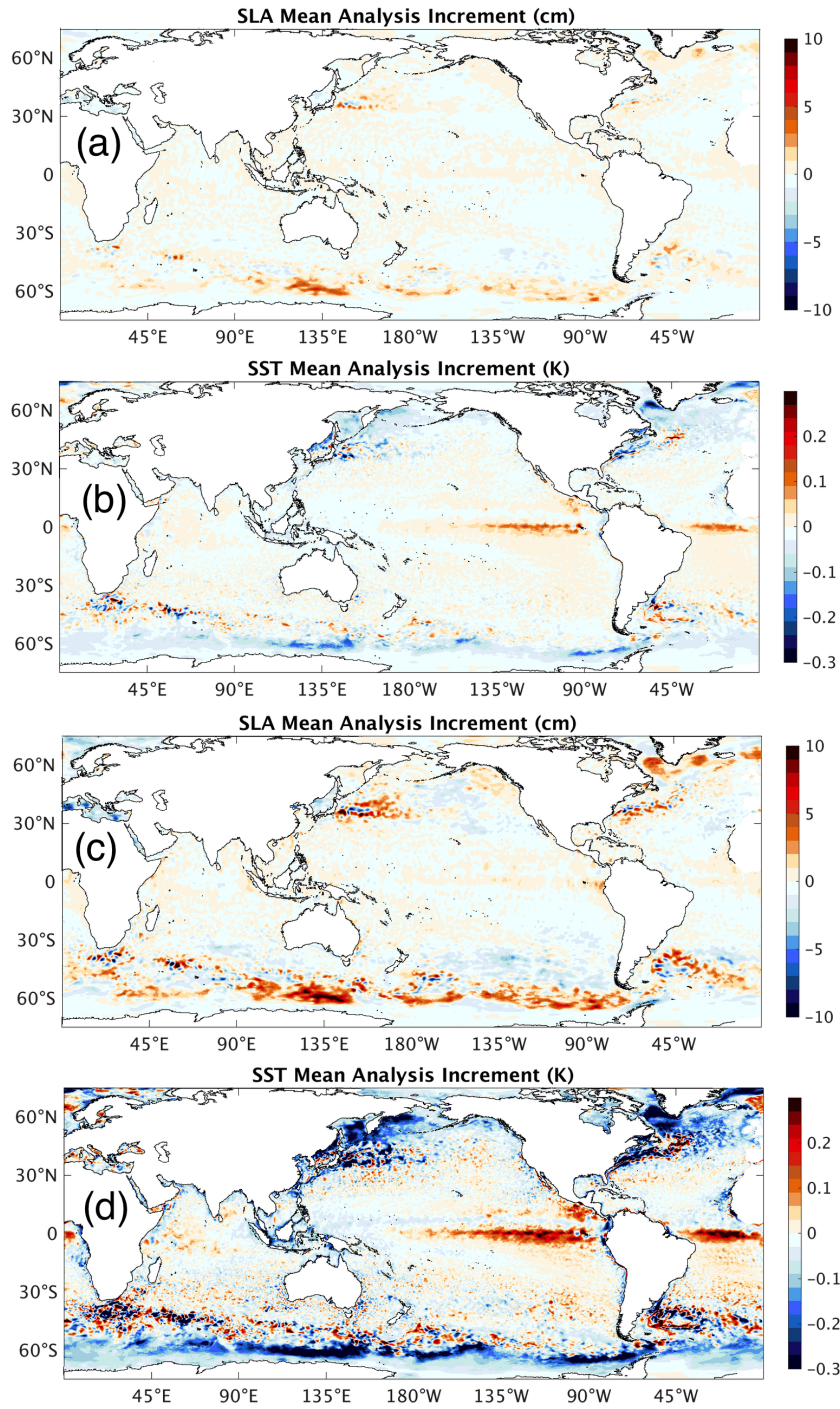 SLA Mean Analysis Increment (cm)
60°N
30°N
0
30°S
60°S
(a)
45°E 90°E 135°E 180°W 135°W 90°W 45°W
10
5
0
−5
−10
SST Mean Analysis Increment (K)
60°N
30°N
0
30°S
60°S
(b)
45°E 90°E 135°E 180°W 135°W 90°W 45°W
0.2
0.1
0
−0.1
−0.2
−0.3
SLA Mean Analysis Increment (cm)
60°N
30°N
0
30°S
60°S
(c)
45°E 90°E 135°E 180°W 135°W 90°W 45°W
10
5
0
−5
−10
SST Mean Analysis Increment (K)
60°N
30°N
0
30°S
60°S
(d)
45°E 90°E 135°E 180°W 135°W 90°W 45°W
0.2
0.1
0
−0.1
−0.2
−0.3